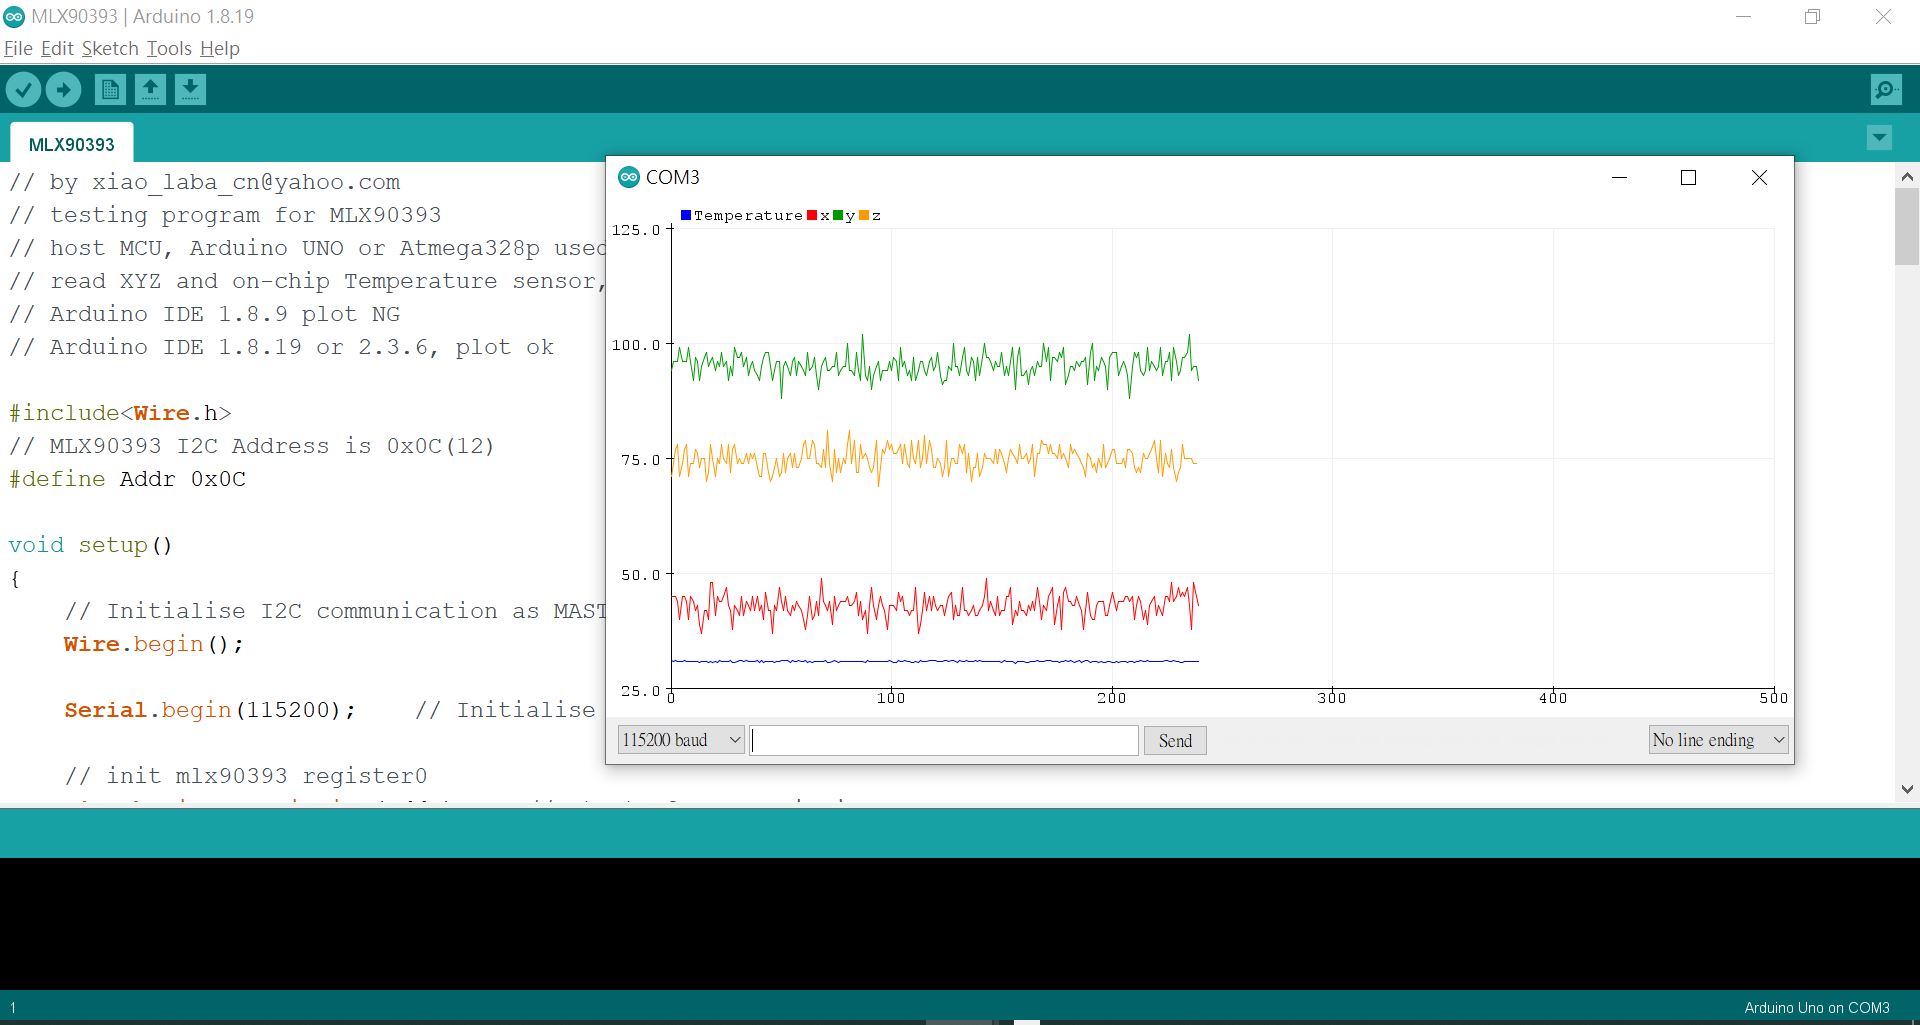 MLX90393 | Arduino 1.8.19
File Edit Sketch Tools Help
MLX90393
// by xiao_laba_cn@yahoo.com
// testing program for MLX90393
// host MCU, Arduino UNO or Atmega328p used
// read XYZ and on-chip Temperature sensor,
// Arduino IDE 1.8.9 plot NG
// Arduino IDE 1.8.19 or 2.3.6, plot ok
#include<Wire.h>
// MLX90393 I2C Address is 0x0C(12)
#define Addr 0x0C
void setup()
{
// Initialise I2C communication as MAST
Wire.begin();
Serial.begin(115200); // Initialise
// init mlx90393 register0
COM3
Temperature x y z
125.0
100.0
75.0
50.0
25.0
0 100 200 300 400 500
115200 baud Send No line ending
1 Arduino Uno on COM3